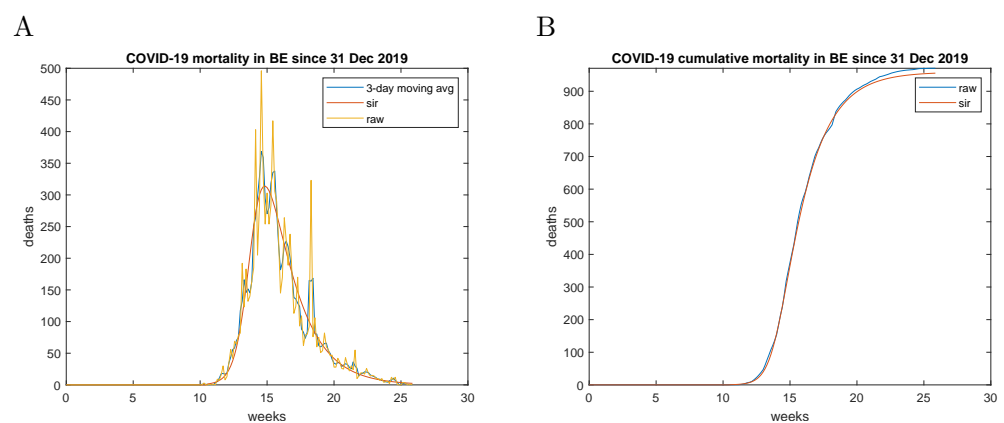 A
COVID-19 mortality in BE since 31 Dec 2019
500
450
400
350
300
250
200
150
100
50
0
deaths
3-day moving avg
sir
raw
0 5 10 15 20 25 30
weeks
B
COVID-19 cumulative mortality in BE since 31 Dec 2019
900
800
700
600
500
400
300
200
100
0
deaths
raw
sir
0 5 10 15 20 25 30
weeks